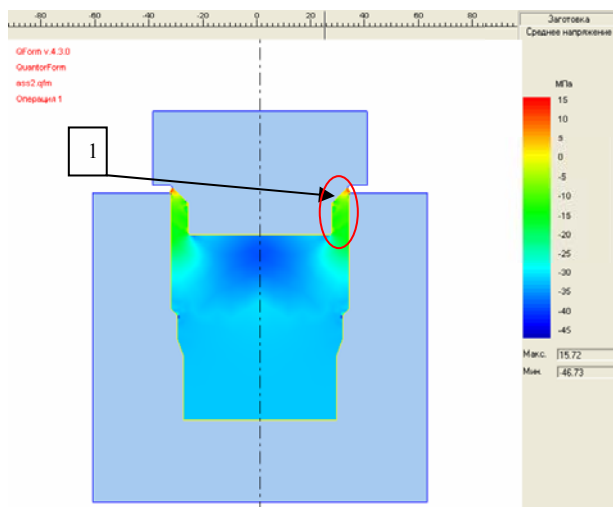 -80 -60 -40 -20 0 20 40 60 80
Заготовка
Среднее напряжение
QForm v.4.3.0
QuantorForm
ass2.qfm
Операция 1
1
МПа
15
10
5
0
-5
-10
-15
-20
-25
-30
-35
-40
-45
Макс. 15.72
Мин. -46.73